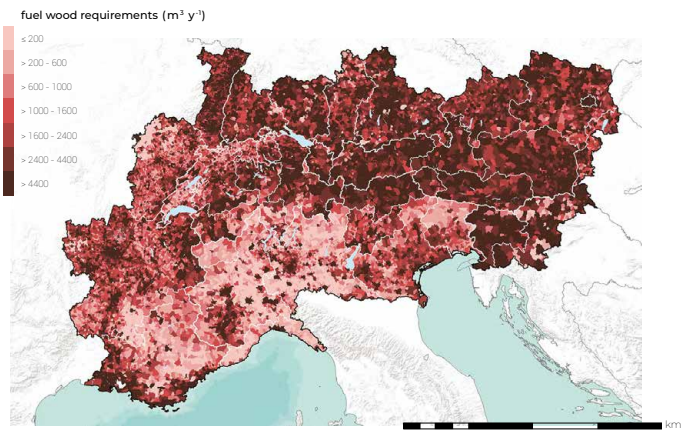 fuel wood requirements (m³ y⁻¹)
≤ 200
> 200 - 600
> 600 - 1000
> 1000 - 1600
> 1600 - 2400
> 2400 - 4400
> 4400
km